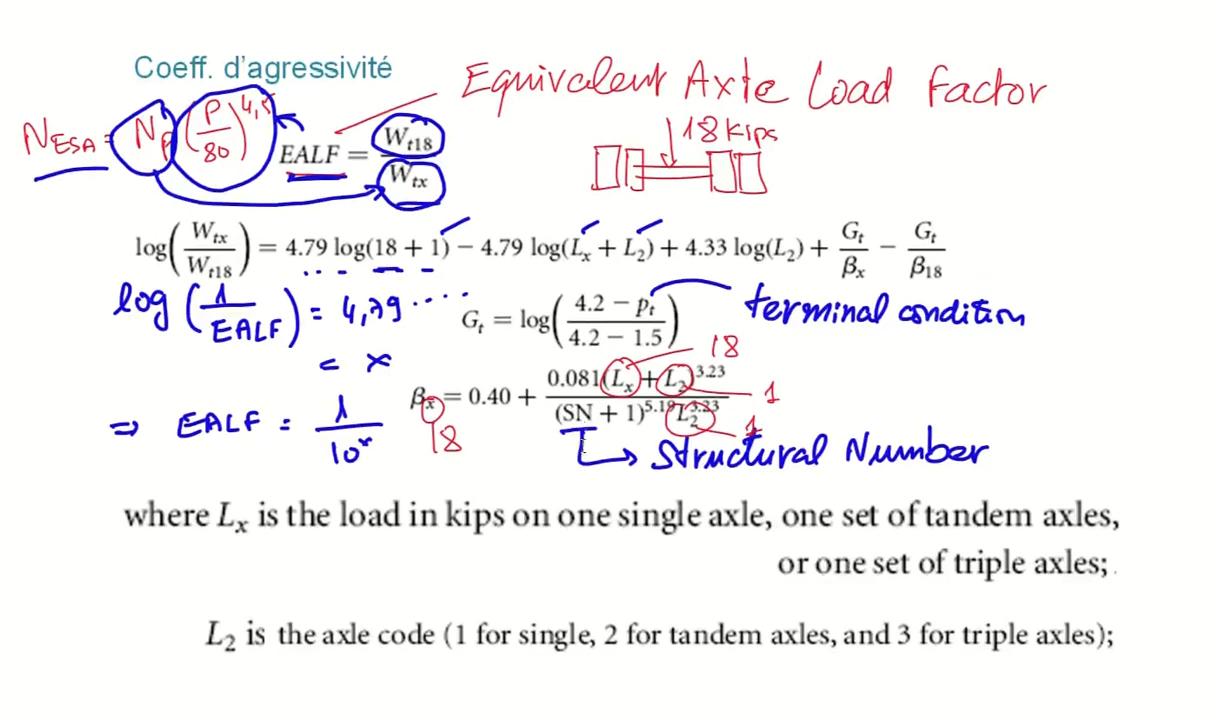 Coeff. d'agressivité
Equivalent Axle Load Factor
N_ESA = N_P (P/80)^4,5
EALF = W_t18 / W_tx
18 Kips
log(W_tx / W_t18) = 4.79 log(18 + 1) − 4.79 log(L_x + L_2) + 4.33 log(L_2) + G_t/β_x − G_t/β_18
log (1/EALF) = 4,79 ....
G_t = log((4.2 − p_t) / (4.2 − 1.5))
terminal condition
= x
18
β_x = 0.40 + 0.081(L_x + L_2)^3.23 / ((SN + 1)^5.19 L_2^3.23)
1
⇒ EALF = 1/10^x
18
1
Structural Number
where L_x is the load in kips on one single axle, one set of tandem axles,
or one set of triple axles;
L_2 is the axle code (1 for single, 2 for tandem axles, and 3 for triple axles);